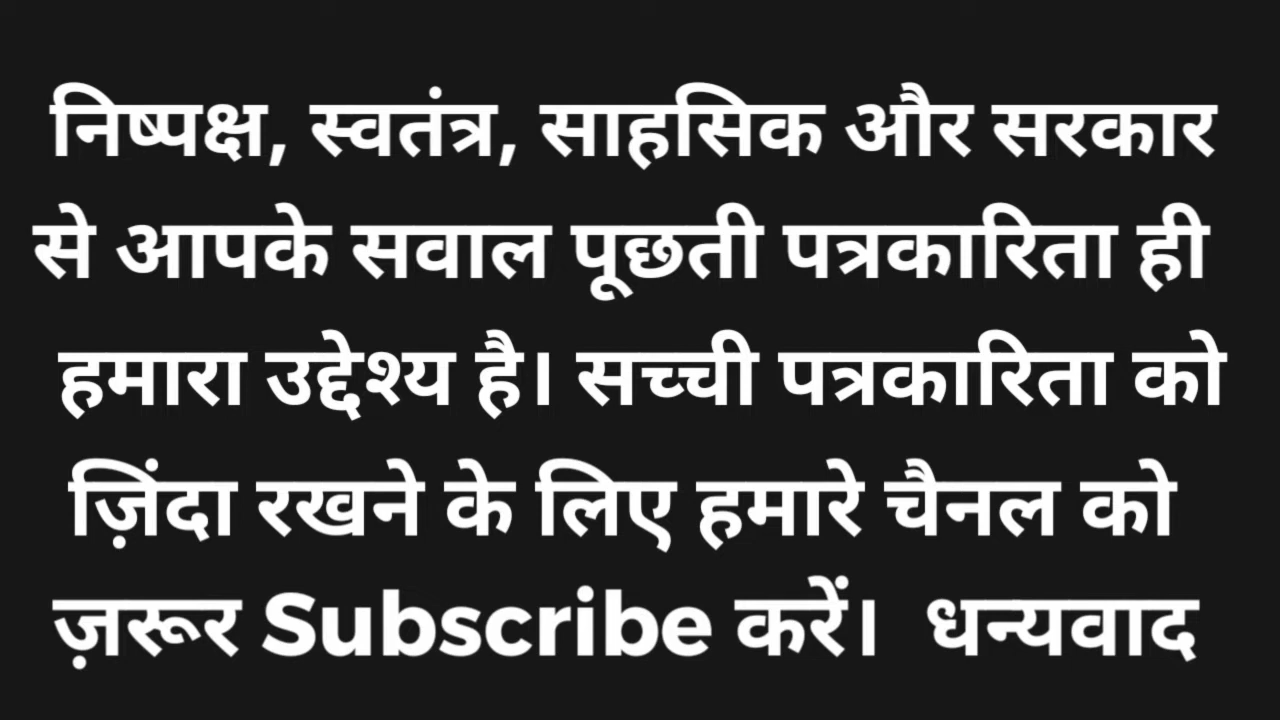 निष्पक्ष, स्वतंत्र, साहसिक और सरकार
से आपके सवाल पूछती पत्रकारिता ही
हमारा उद्देश्य है। सच्ची पत्रकारिता को
ज़िंदा रखने के लिए हमारे चैनल को
ज़रूर Subscribe करें। धन्यवाद